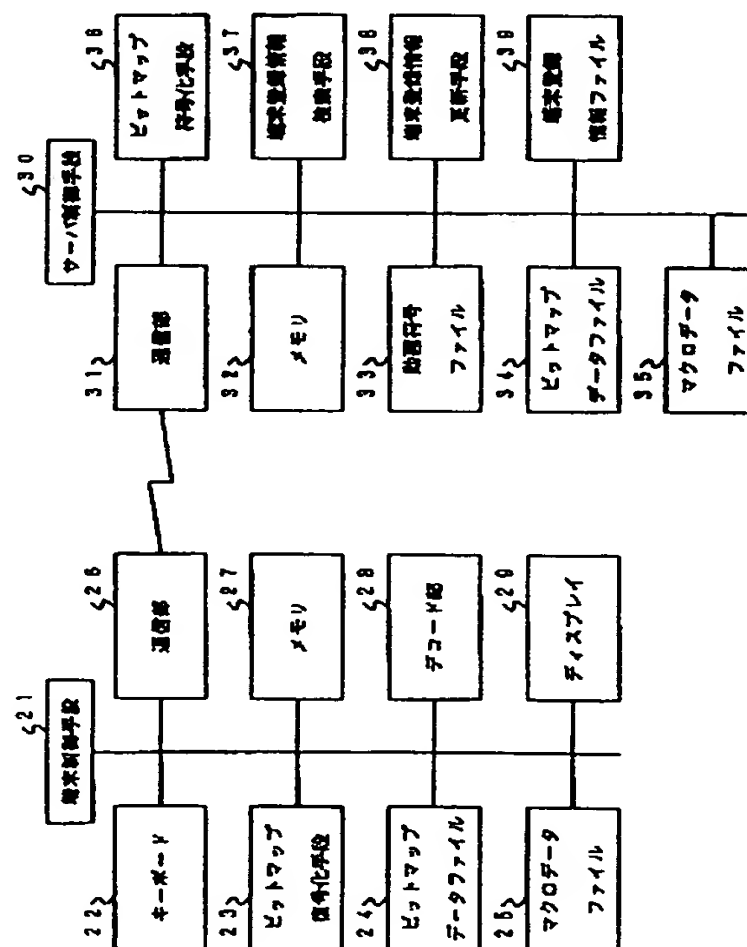 21
端末制御手段
22
キーボード
23
ビットマップ
復号化手段
24
ビットマップ
データファイル
25
マクロデータ
ファイル
26
通信部
27
メモリ
28
デコード部
29
ディスプレイ
30
サーバ制御手段
31
通信部
32
メモリ
33
ファイル
34
ビットマップ
データファイル
35
マクロデータ
ファイル
36
ビットマップ
符号化手段
37
端末登録情報
検索手段
38
端末登録情報
更新手段
39
端末登録
情報ファイル